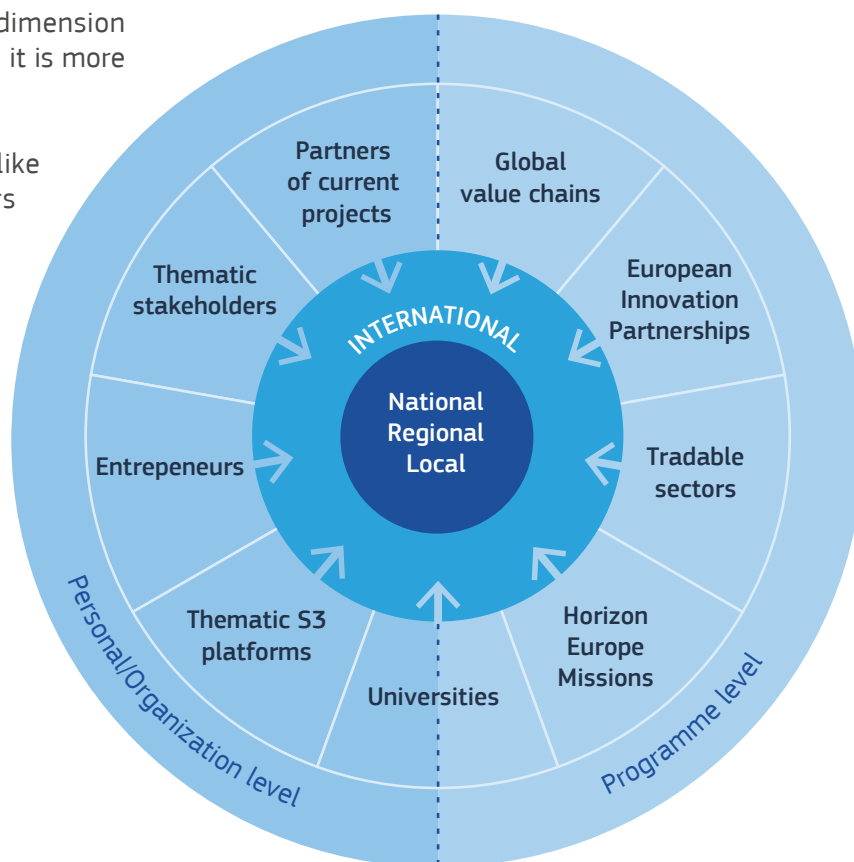 dimension
it is more
like
rs
Partners
of current
projects
Global
value chains
Thematic
stakeholders
European
Innovation
Partnerships
INTERNATIONAL
National
Regional
Local
Entrepeneurs
Tradable
sectors
Thematic S3
platforms
Horizon
Europe
Missions
Universities
Personal/Organization level
Programme level